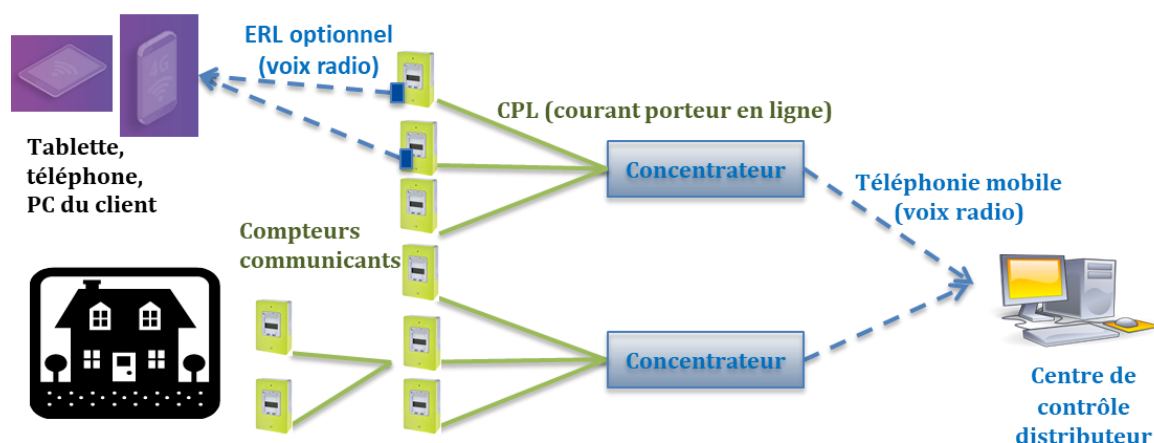 ERL optionnel
(voix radio)
4G
Tablette,
téléphone,
PC du client
CPL (courant porteur en ligne)
Concentrateur
Téléphonie mobile
(voix radio)
Compteurs
communicants
Concentrateur
Centre de
contrôle
distributeur